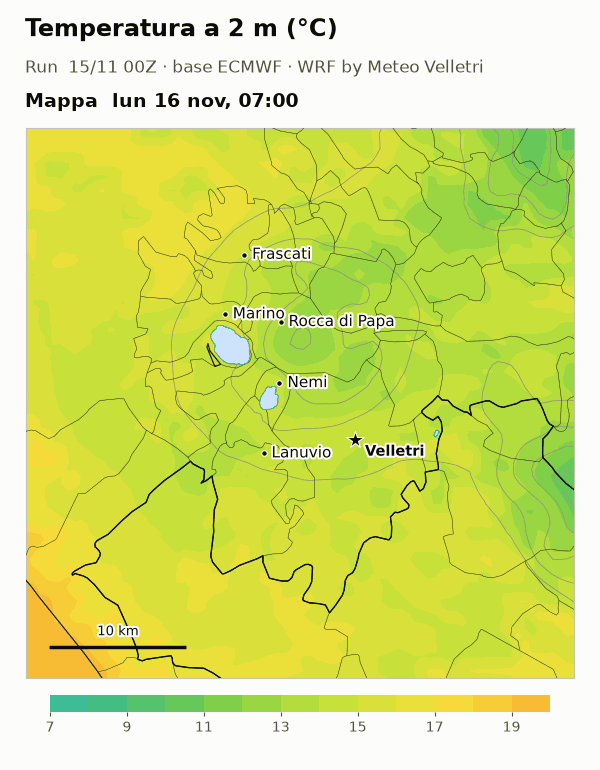 Temperatura a 2 m (°C)
Run 15/11 00Z · base ECMWF · WRF by Meteo Velletri
Mappa lun 16 nov, 07:00
Frascati
Marino
Rocca di Papa
Nemi
Velletri
Lanuvio
10 km
7 9 11 13 15 17 19